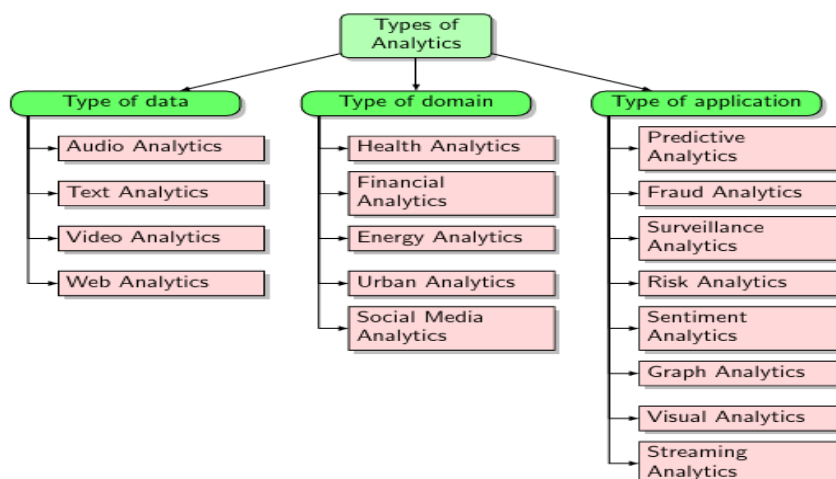 Types of
Analytics
Type of data
Audio Analytics
Text Analytics
Video Analytics
Web Analytics
Type of domain
Health Analytics
Financial
Analytics
Energy Analytics
Urban Analytics
Social Media
Analytics
Type of application
Predictive
Analytics
Fraud Analytics
Surveillance
Analytics
Risk Analytics
Sentiment
Analytics
Graph Analytics
Visual Analytics
Streaming
Analytics